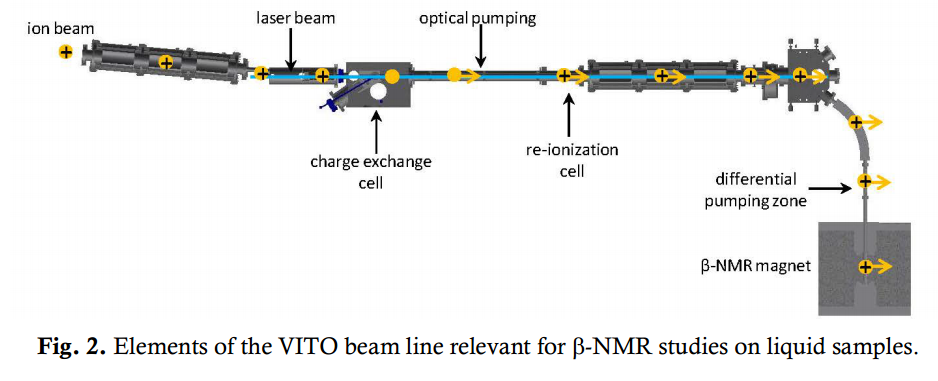 ion beam
laser beam
optical pumping
charge exchange
cell
re-ionization
cell
differential
pumping zone
β-NMR magnet
Fig. 2. Elements of the VITO beam line relevant for β-NMR studies on liquid samples.